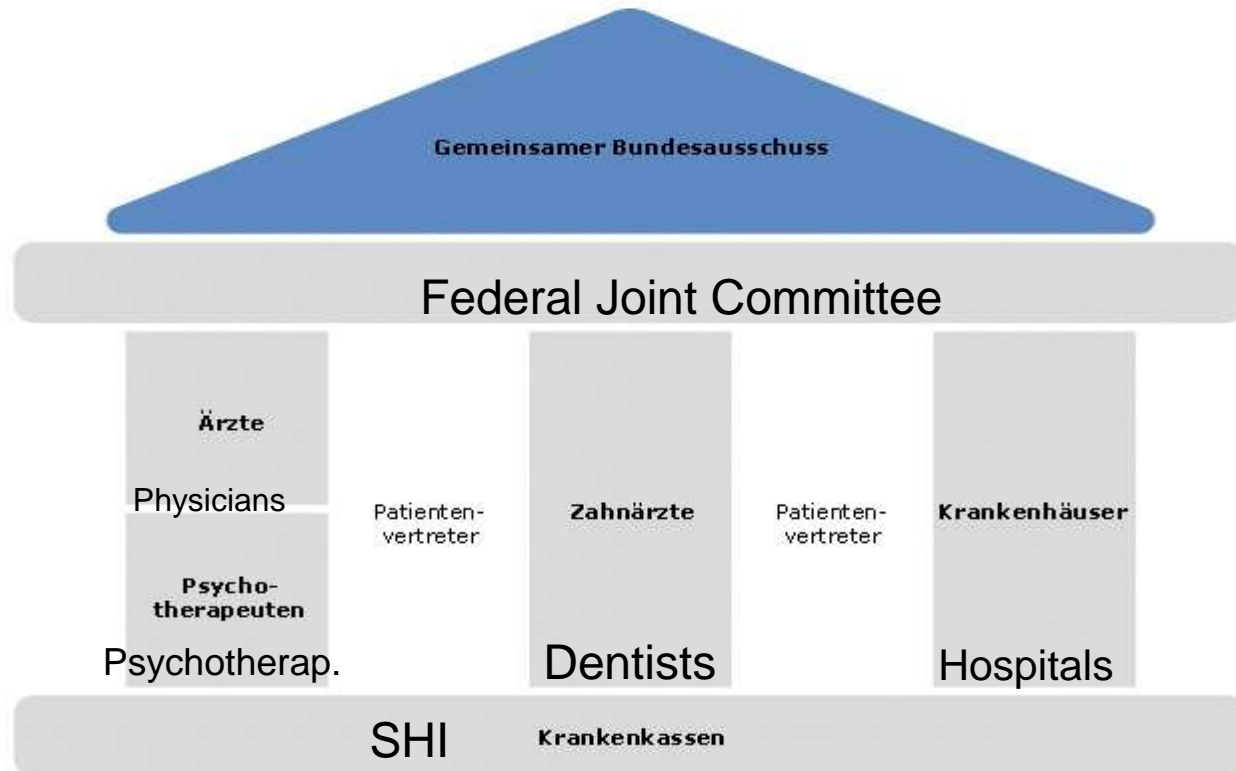 Gemeinsamer Bundesausschuss
Federal Joint Committee
Ärzte
Physicians
Psycho-
therapeuten
Psychotherap.
Patienten-
vertreter
Zahnärzte
Dentists
Patienten-
vertreter
Krankenhäuser
Hospitals
SHI Krankenkassen